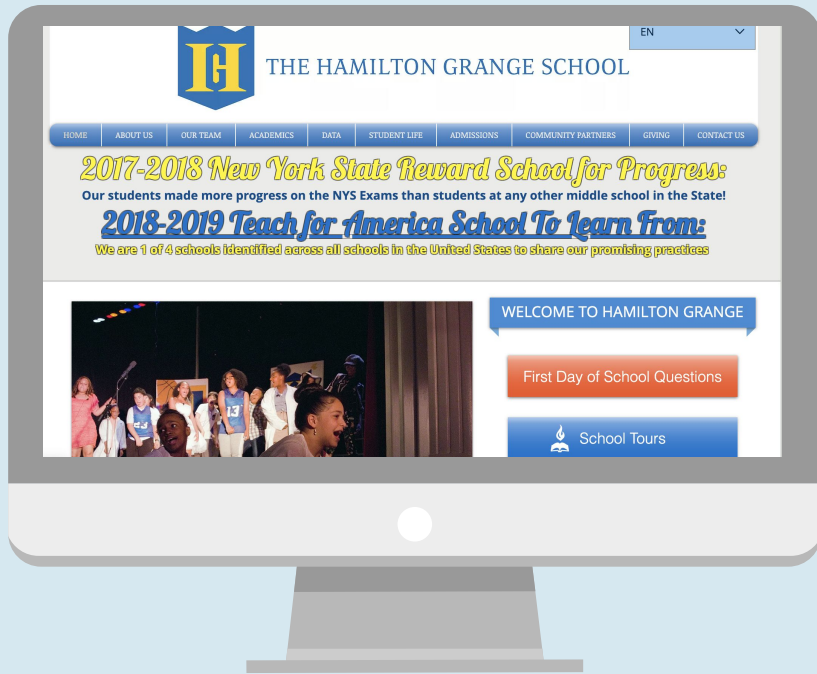 EN
H
G
THE HAMILTON GRANGE SCHOOL
HOME ABOUT US OUR TEAM ACADEMICS DATA STUDENT LIFE ADMISSIONS COMMUNITY PARTNERS GIVING CONTACT US
2017-2018 New York State Reward School for Progress:
Our students made more progress on the NYS Exams than students at any other middle school in the State!
2018-2019 Teach for America School To Learn From:
We are 1 of 4 schools identified across all schools in the United States to share our promising practices
WELCOME TO HAMILTON GRANGE
First Day of School Questions
School Tours
13